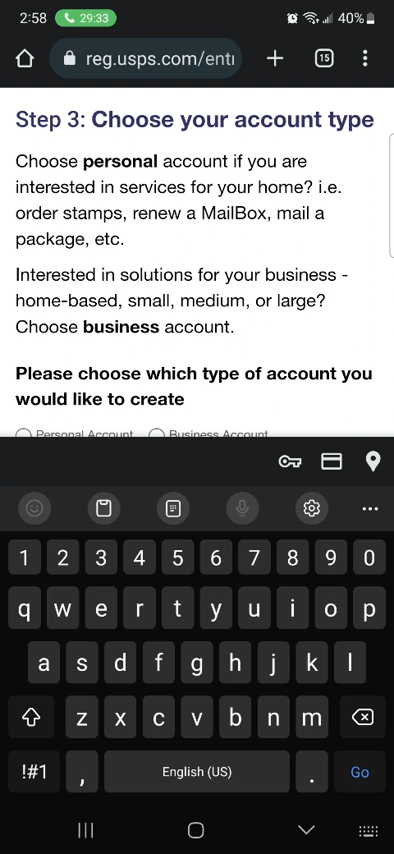 2:58 29:33 40%
reg.usps.com/ent 15
Step 3: Choose your account type
Choose personal account if you are
interested in services for your home? i.e.
order stamps, renew a MailBox, mail a
package, etc.
Interested in solutions for your business -
home-based, small, medium, or large?
Choose business account.
Please choose which type of account you
would like to create
Personal Account Business Account
1 2 3 4 5 6 7 8 9 0
q w e r t y u i o p
a s d f g h j k l
z x c v b n m
!#1 , English (US) . Go